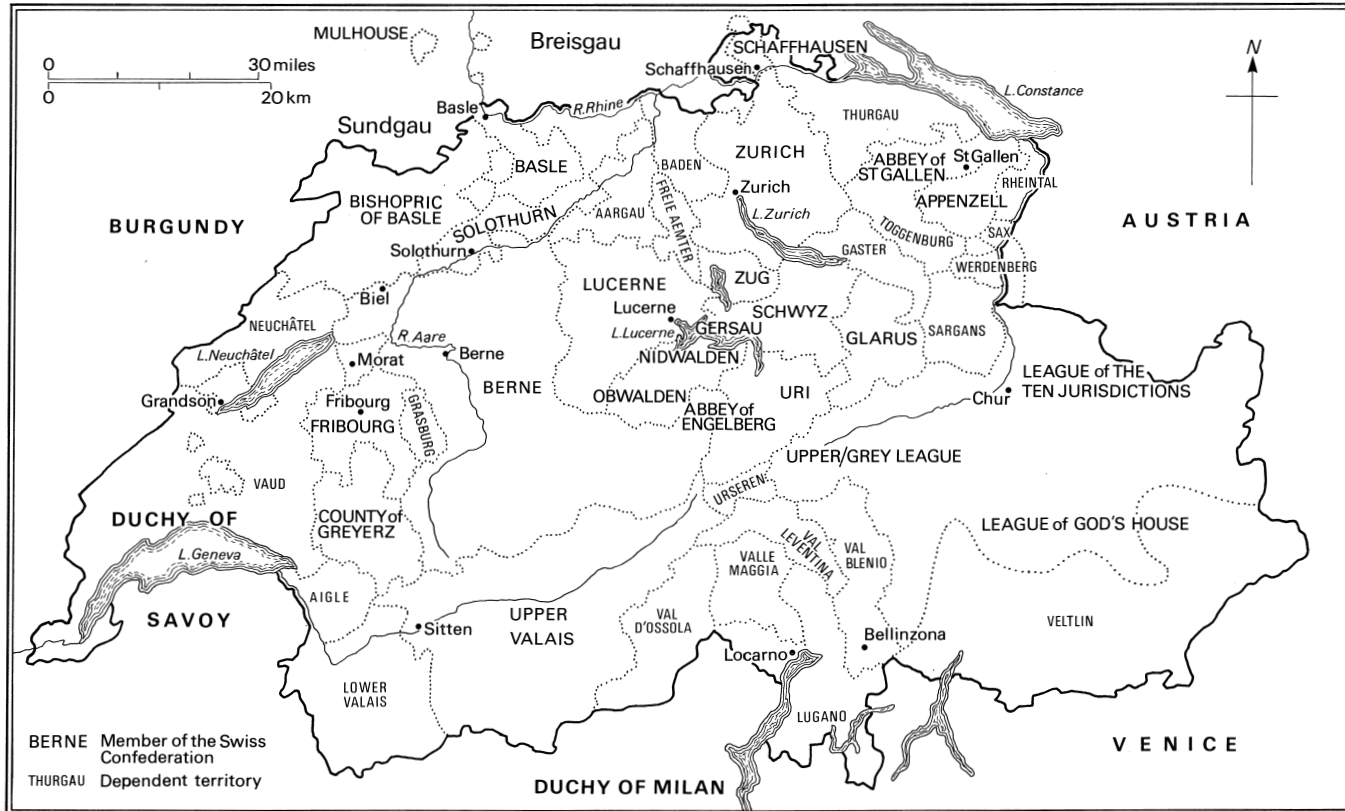 MULHOUSE
Breisgau
SCHAFFHAUSEN
Schaffhausen
N
0 30 miles
0 20 km
L.Constance
Basle
R.Rhine
Sundgau
THURGAU
BASLE
BADEN
ZURICH
ABBEY of
ST GALLEN
St Gallen
RHEINTAL
BISHOPRIC
OF BASLE
Zurich
APPENZELL
BURGUNDY
SOLOTHURN
AARGAU
FREIE AEMTER
L.Zurich
AUSTRIA
Solothurn
TOGGENBURG
SAX
GASTER
WERDENBERG
LUCERNE
ZUG
Biel
Lucerne
SCHWYZ
NEUCHÂTEL
L.Lucerne
GERSAU
SARGANS
R.Aare
GLARUS
L.Neuchâtel
Morat
Berne
NIDWALDEN
LEAGUE of THE
TEN JURISDICTIONS
BERNE
OBWALDEN
URI
Chur
Grandson
Fribourg
FRIBOURG
GRASBURG
ABBEY of
ENGELBERG
UPPER/GREY LEAGUE
VAUD
URSEREN
COUNTY of
GREYERZ
LEAGUE of GOD'S HOUSE
DUCHY OF
L.Geneva
VALLE
MAGGIA
VAL
LEVENTINA
VAL
BLENIO
AIGLE
SAVOY
Sitten
UPPER
VALAIS
VAL
D'OSSOLA
VELTLIN
Bellinzona
Locarno
LOWER
VALAIS
LUGANO
BERNE Member of the Swiss
Confederation
VENICE
THURGAU Dependent territory
DUCHY OF MILAN